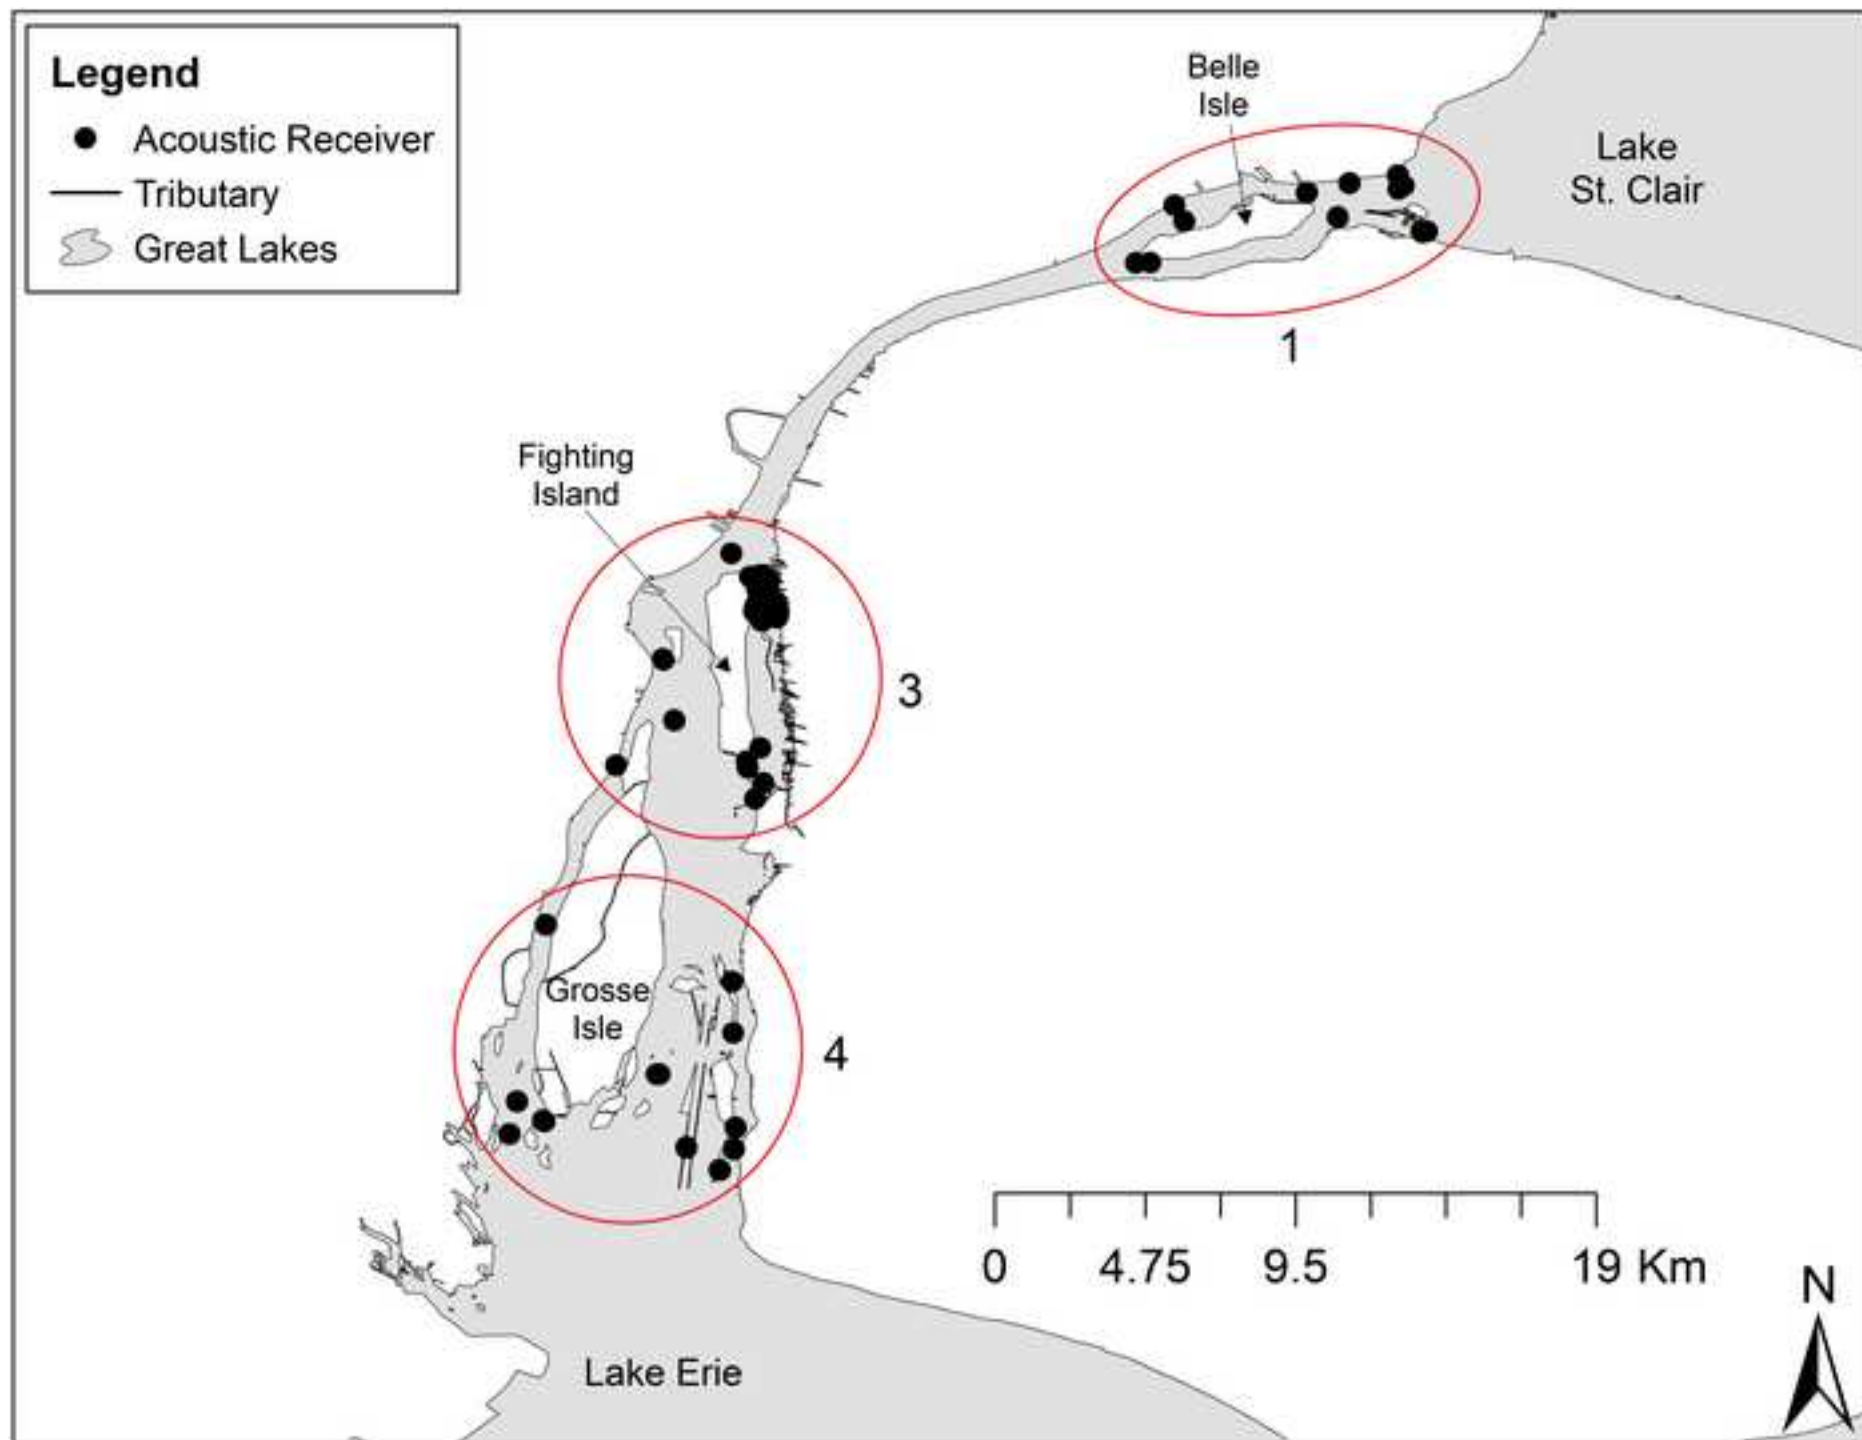 Legend
Acoustic Receiver
Tributary
Great Lakes
Belle
Isle
Lake
St. Clair
1
Fighting
Island
3
Grosse
Isle
4
0 4.75 9.5 19 Km
N
Lake Erie